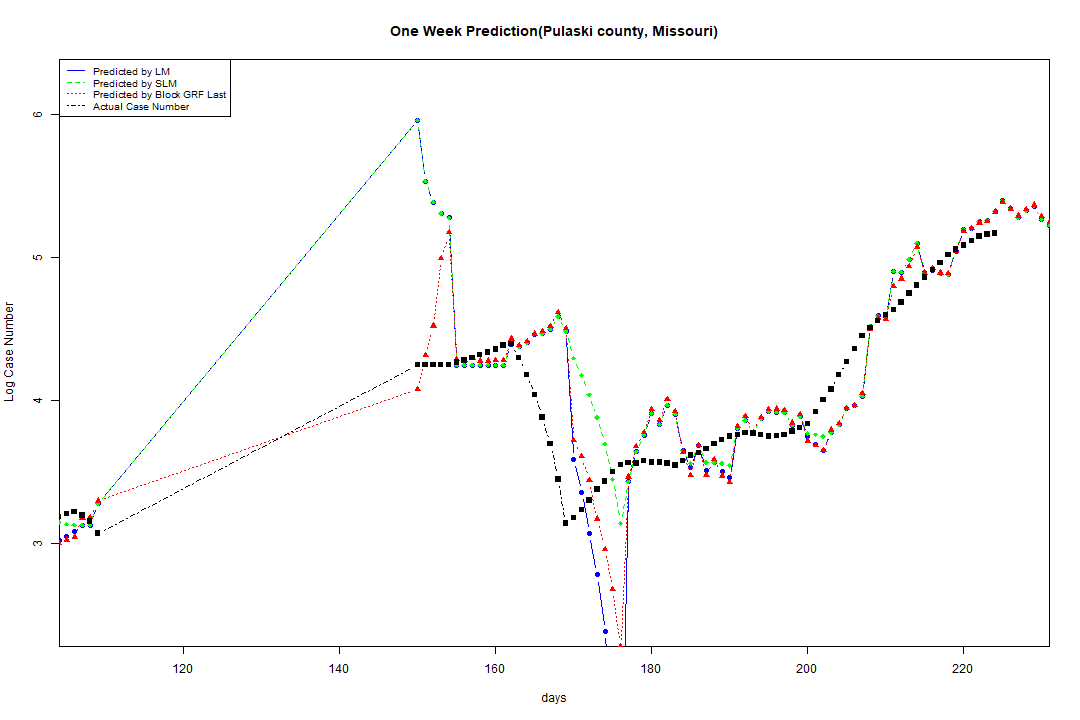 One Week Prediction(Pulaski county, Missouri)
Predicted by LM
Predicted by SLM
Predicted by Block GRF Last
Actual Case Number
Log Case Number
6
5
4
3
120 140 160 180 200 220
days